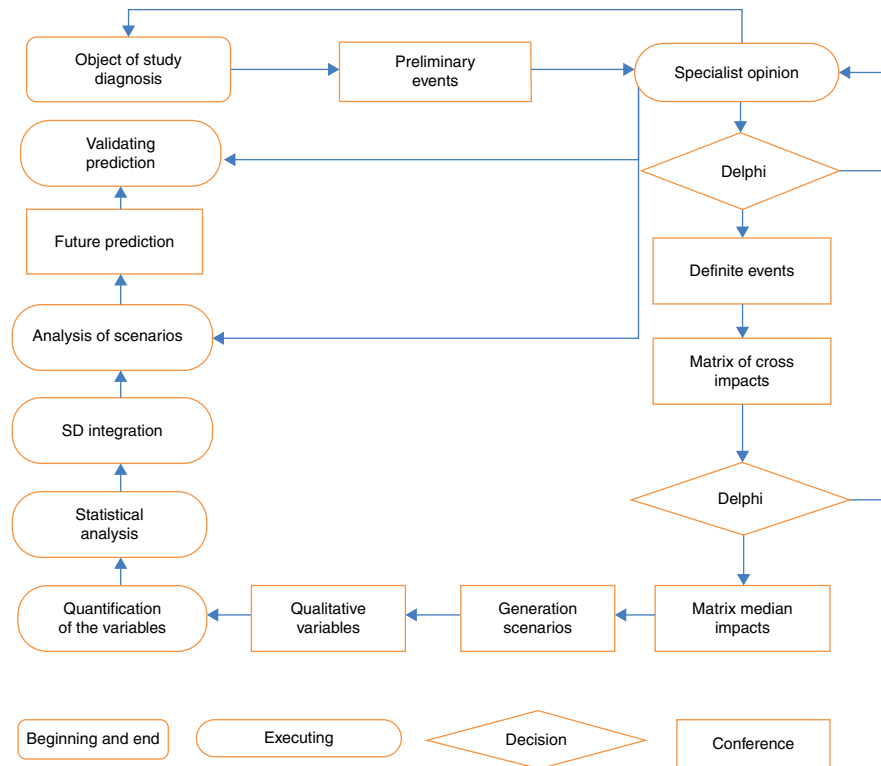 Object of study
diagnosis
Preliminary
events
Specialist opinion
Validating
prediction
Delphi
Future prediction
Definite events
Analysis of scenarios
Matrix of cross
impacts
SD integration
Delphi
Statistical
analysis
Quantification
of the variables
Qualitative
variables
Generation
scenarios
Matrix median
impacts
Beginning and end
Executing
Decision
Conference